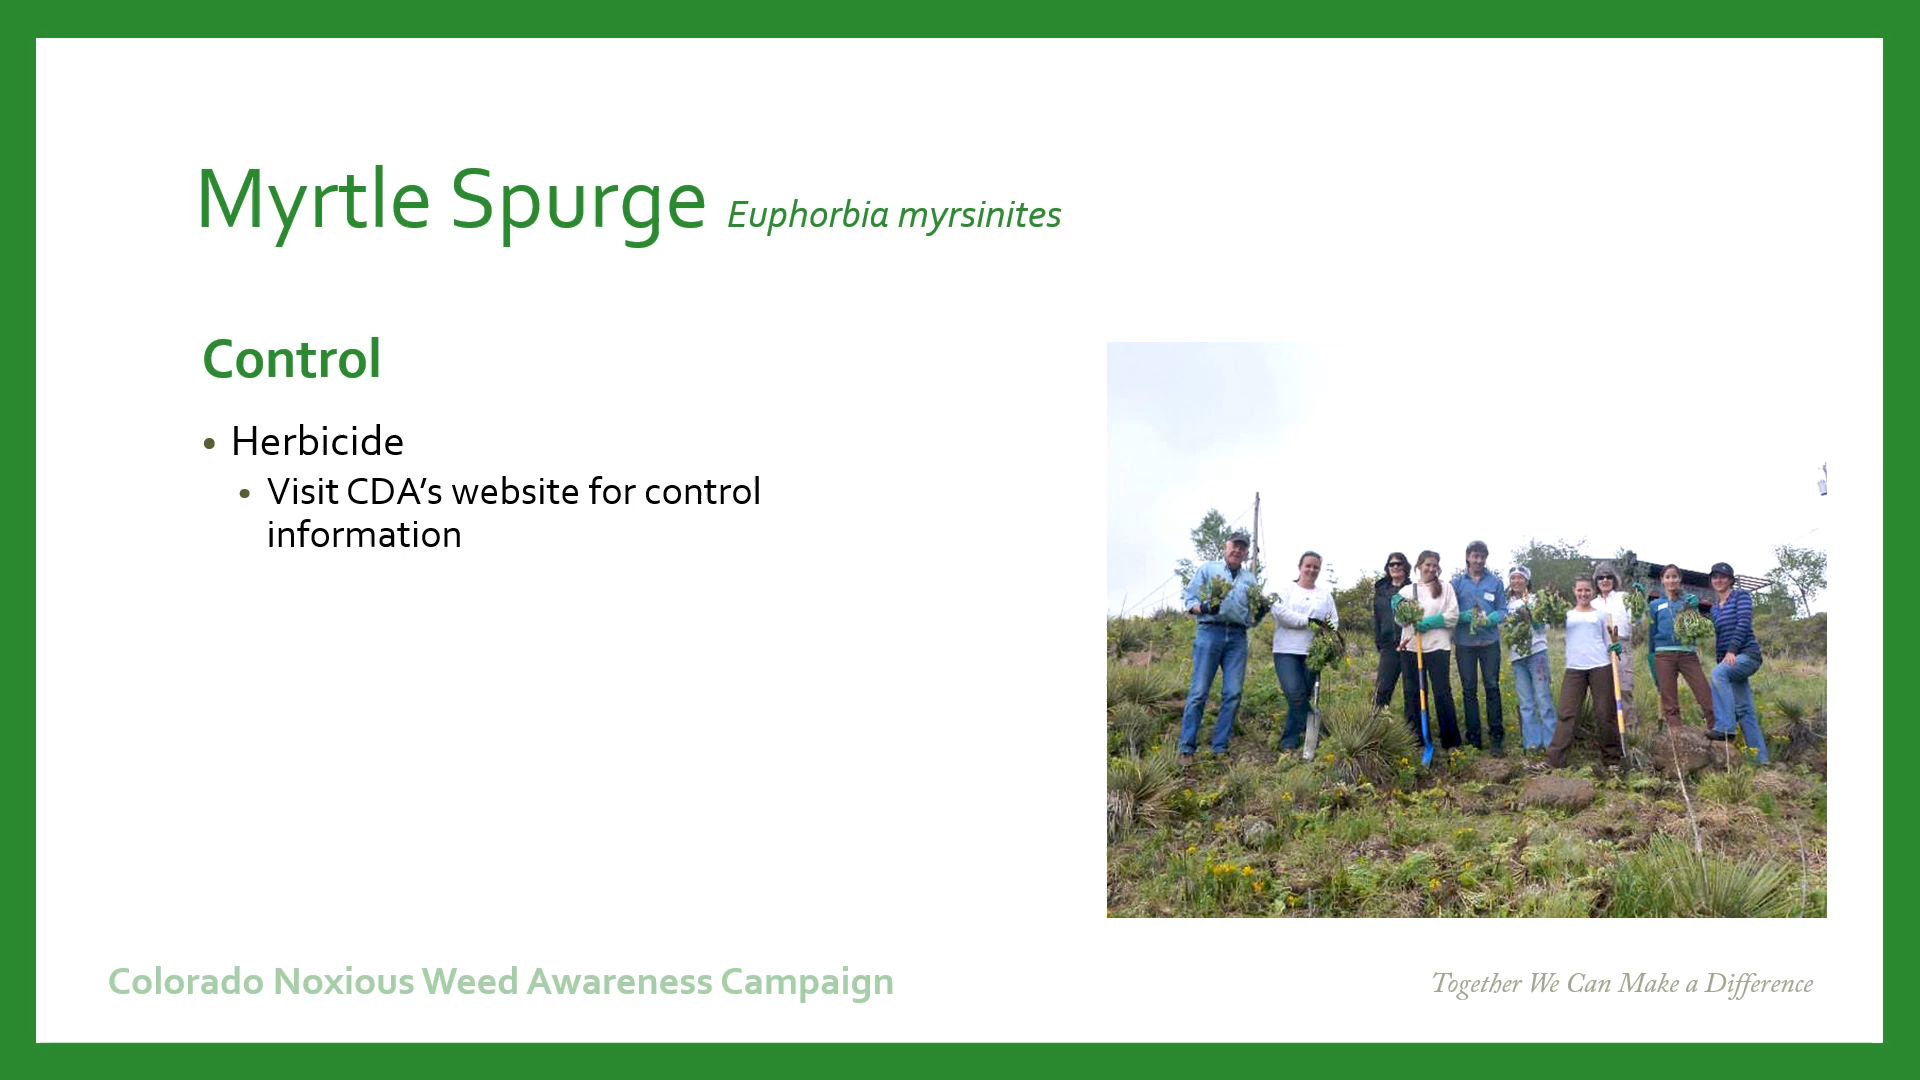 Myrtle Spurge Euphorbia myrsinites
Control
• Herbicide
• Visit CDA’s website for control
information
Colorado Noxious Weed Awareness Campaign
Together We Can Make a Difference